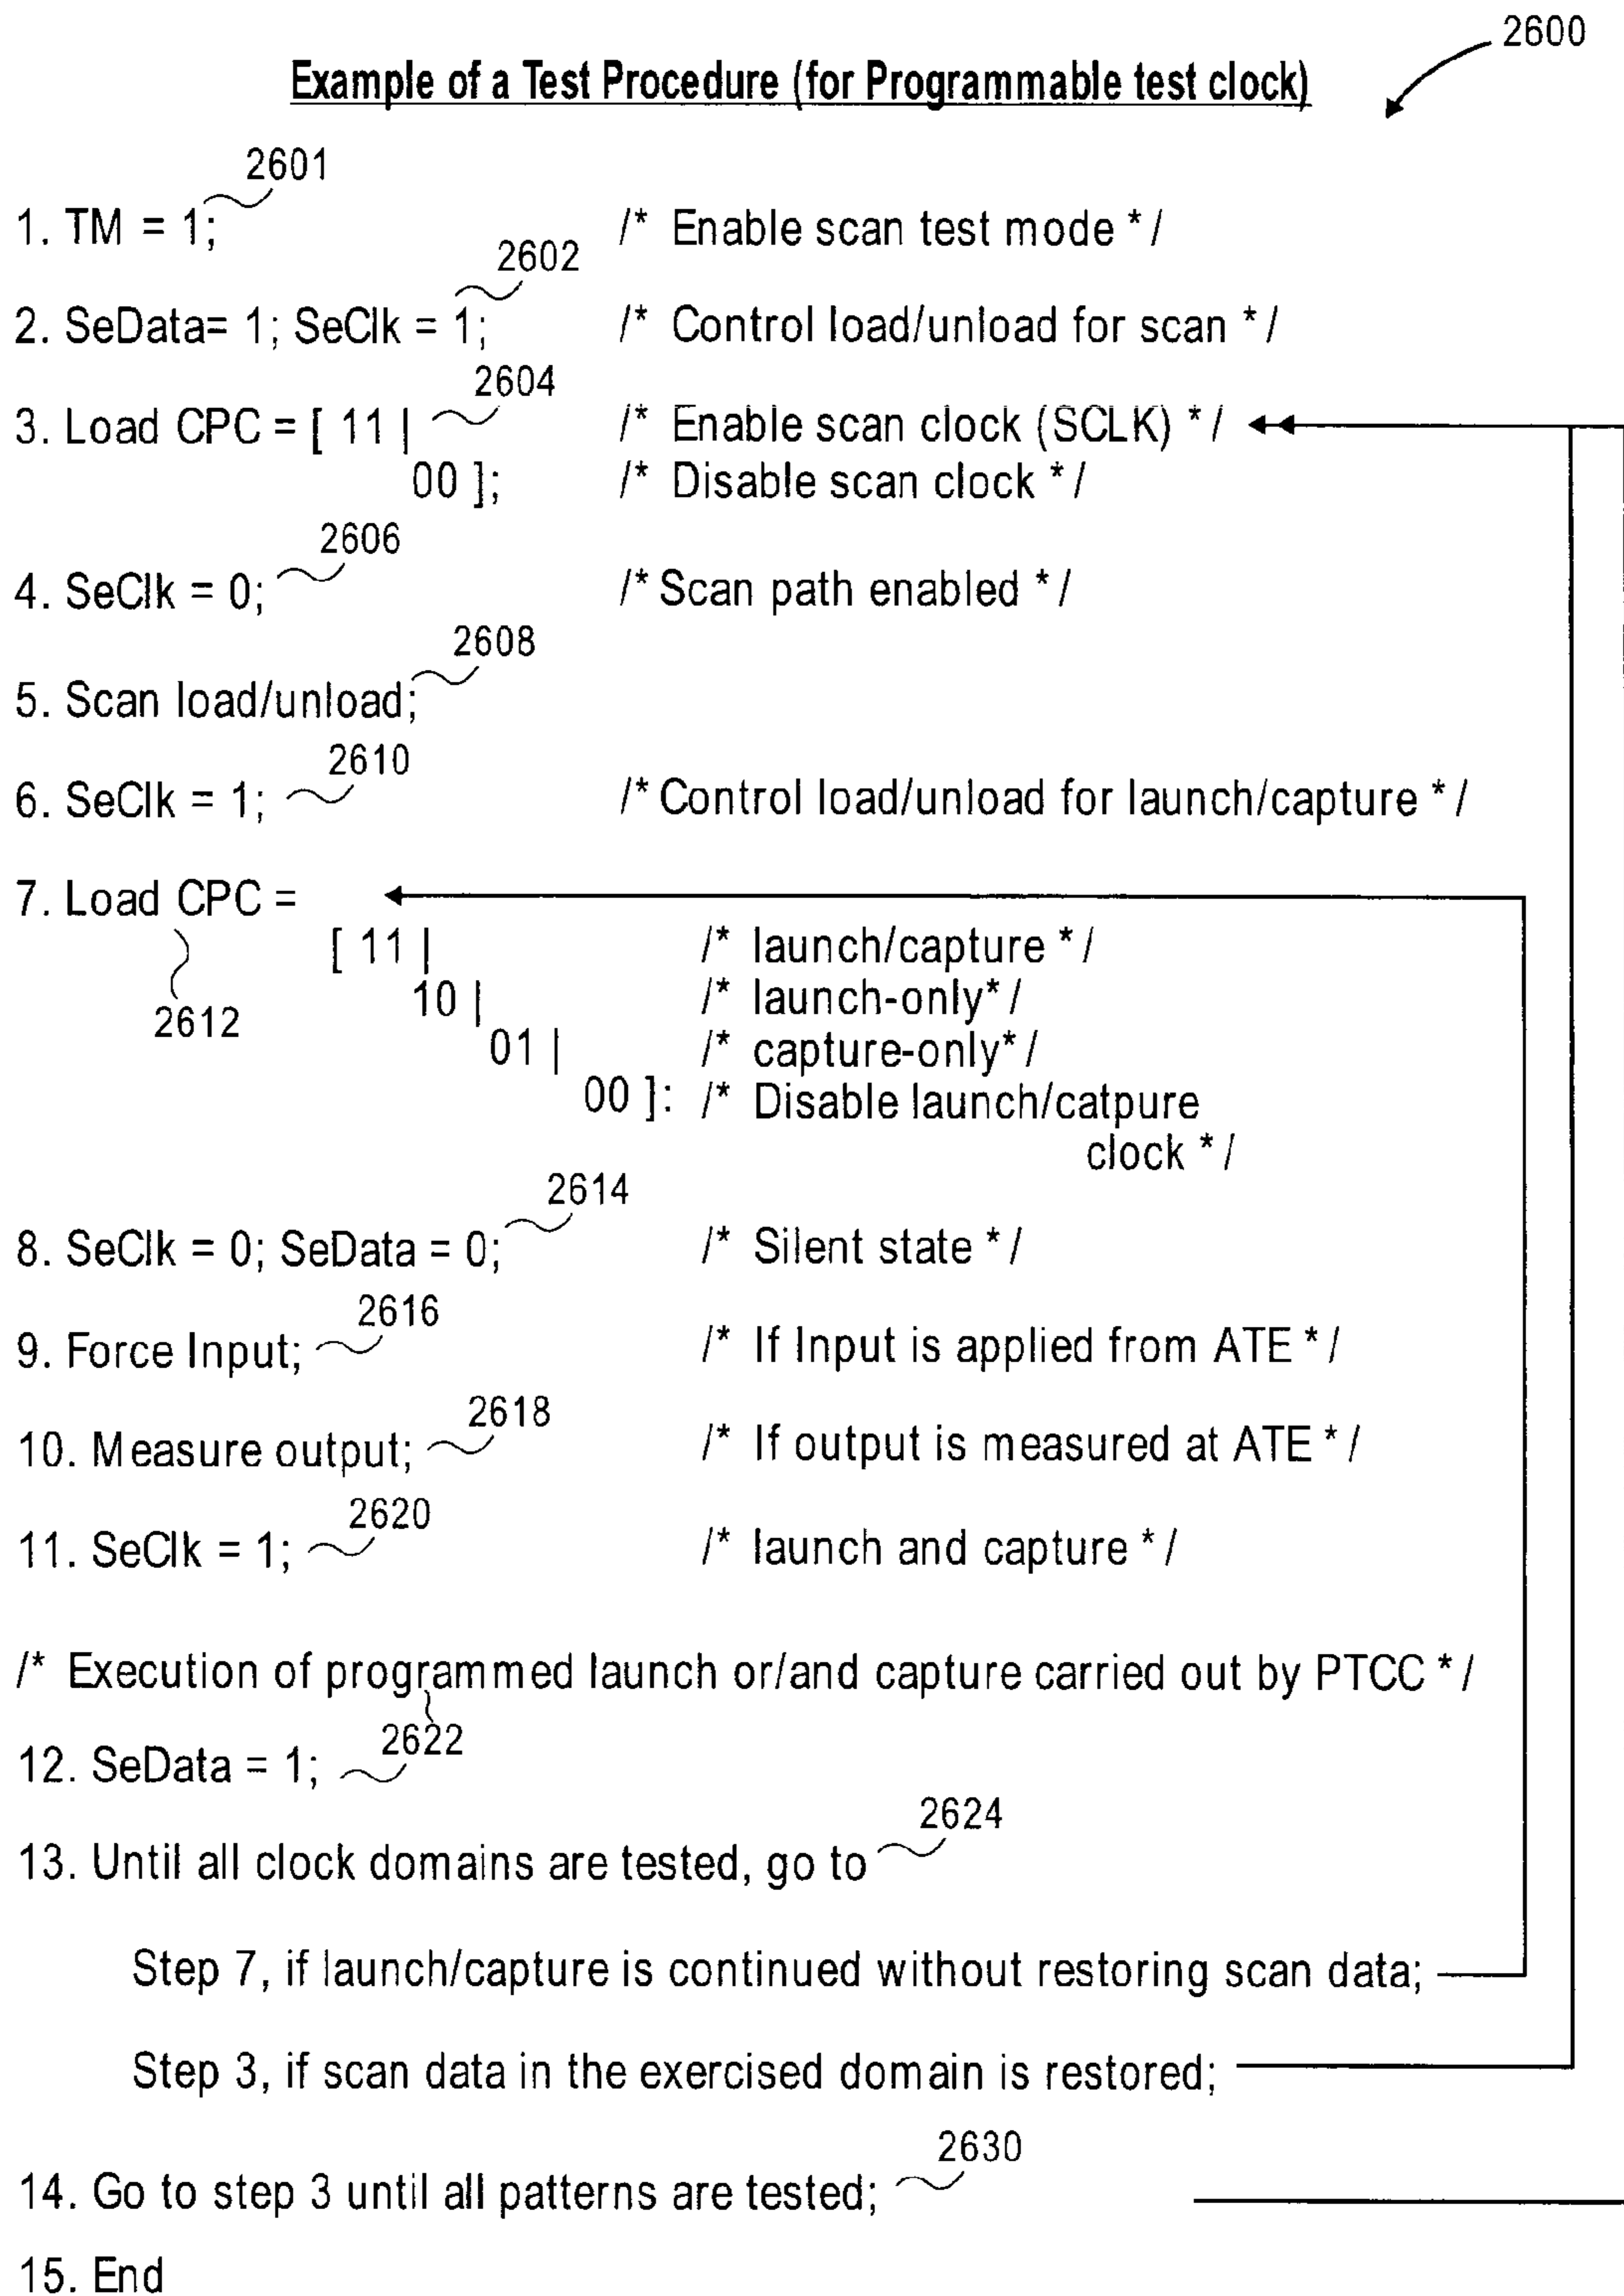 2600
Example of a Test Procedure (for Programmable test clock)
2601
1. TM = 1; /* Enable scan test mode */
2602
2. SeData= 1; SeClk = 1; /* Control load/unload for scan */
2604
3. Load CPC = [ 11 | /* Enable scan clock (SCLK) */
00 ]; /* Disable scan clock */
2606
4. SeClk = 0; /* Scan path enabled */
2608
5. Scan load/unload;
2610
6. SeClk = 1; /* Control load/unload for launch/capture */
7. Load CPC =
[ 11 | /* launch/capture */
10 | /* launch-only*/
2612
01 | /* capture-only*/
00 ]: /* Disable launch/catpure
clock */
2614
8. SeClk = 0; SeData = 0; /* Silent state */
2616
9. Force Input; /* If Input is applied from ATE */
2618
10. Measure output; /* If output is measured at ATE */
2620
11. SeClk = 1; /* launch and capture */
/* Execution of programmed launch or/and capture carried out by PTCC */
2622
12. SeData = 1;
2624
13. Until all clock domains are tested, go to
Step 7, if launch/capture is continued without restoring scan data;
Step 3, if scan data in the exercised domain is restored;
2630
14. Go to step 3 until all patterns are tested;
15. End